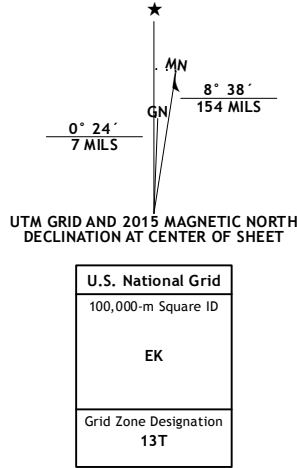 ★
MN
GN
8° 38´
154 MILS
0° 24´
7 MILS
UTM GRID AND 2015 MAGNETIC NORTH
DECLINATION AT CENTER OF SHEET
U.S. National Grid
100,000-m Square ID
EK
Grid Zone Designation
13T